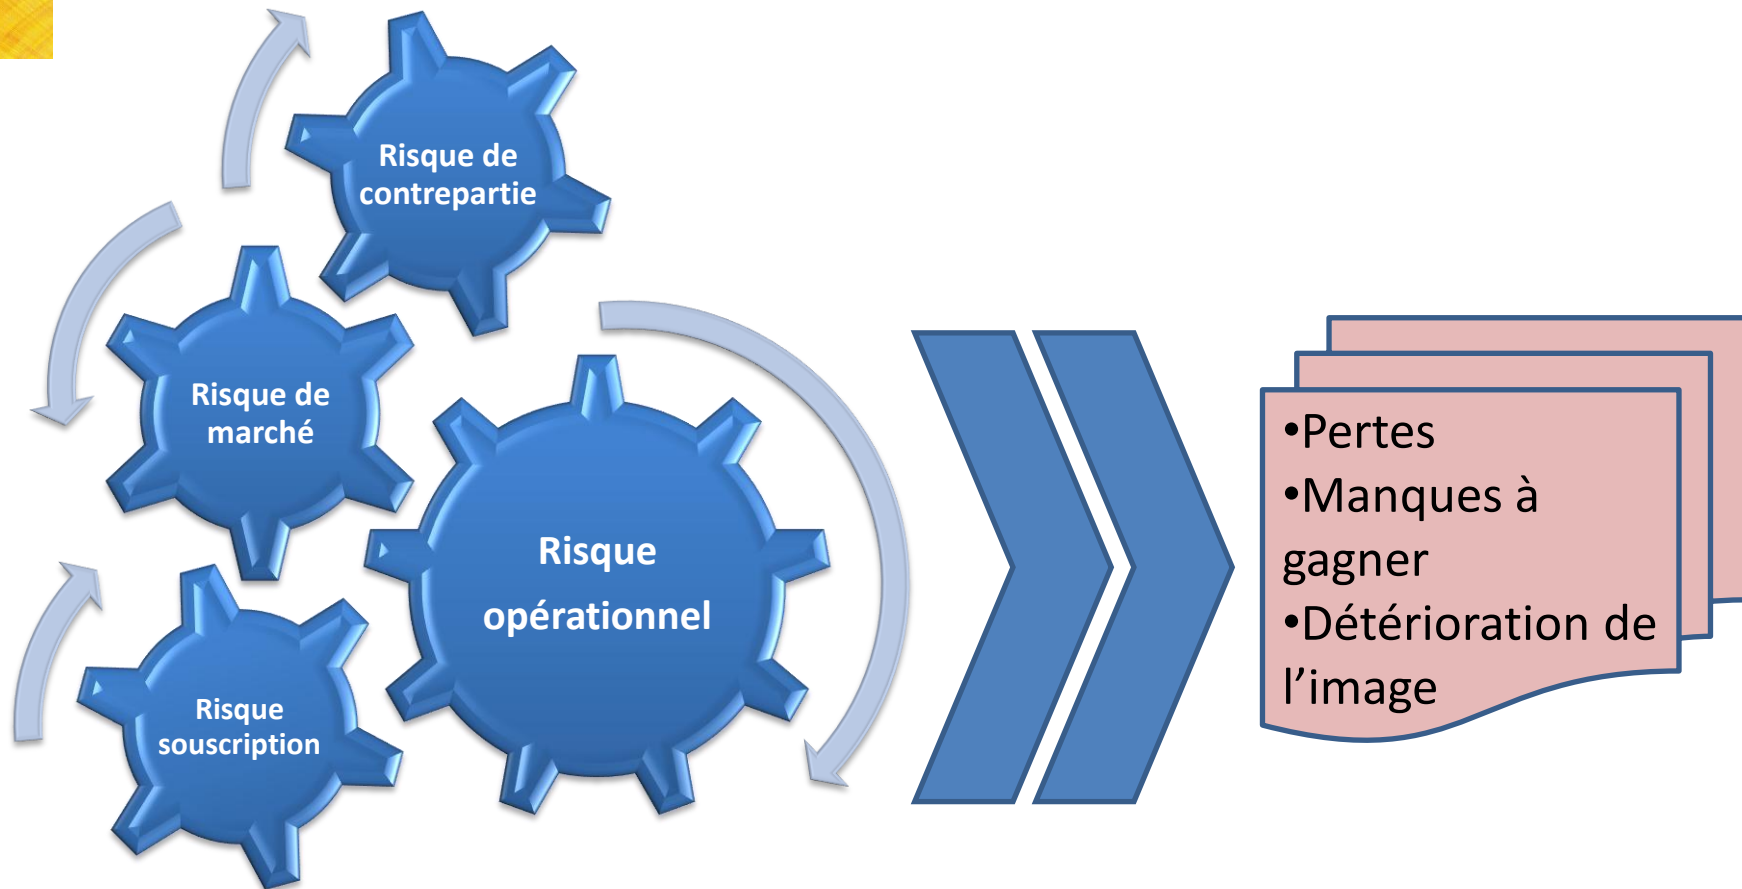 Risque de
contrepartie
Risque de
marché
Risque
opérationnel
Risque
souscription
•Pertes
•Manques à
gagner
•Détérioration de
l’image